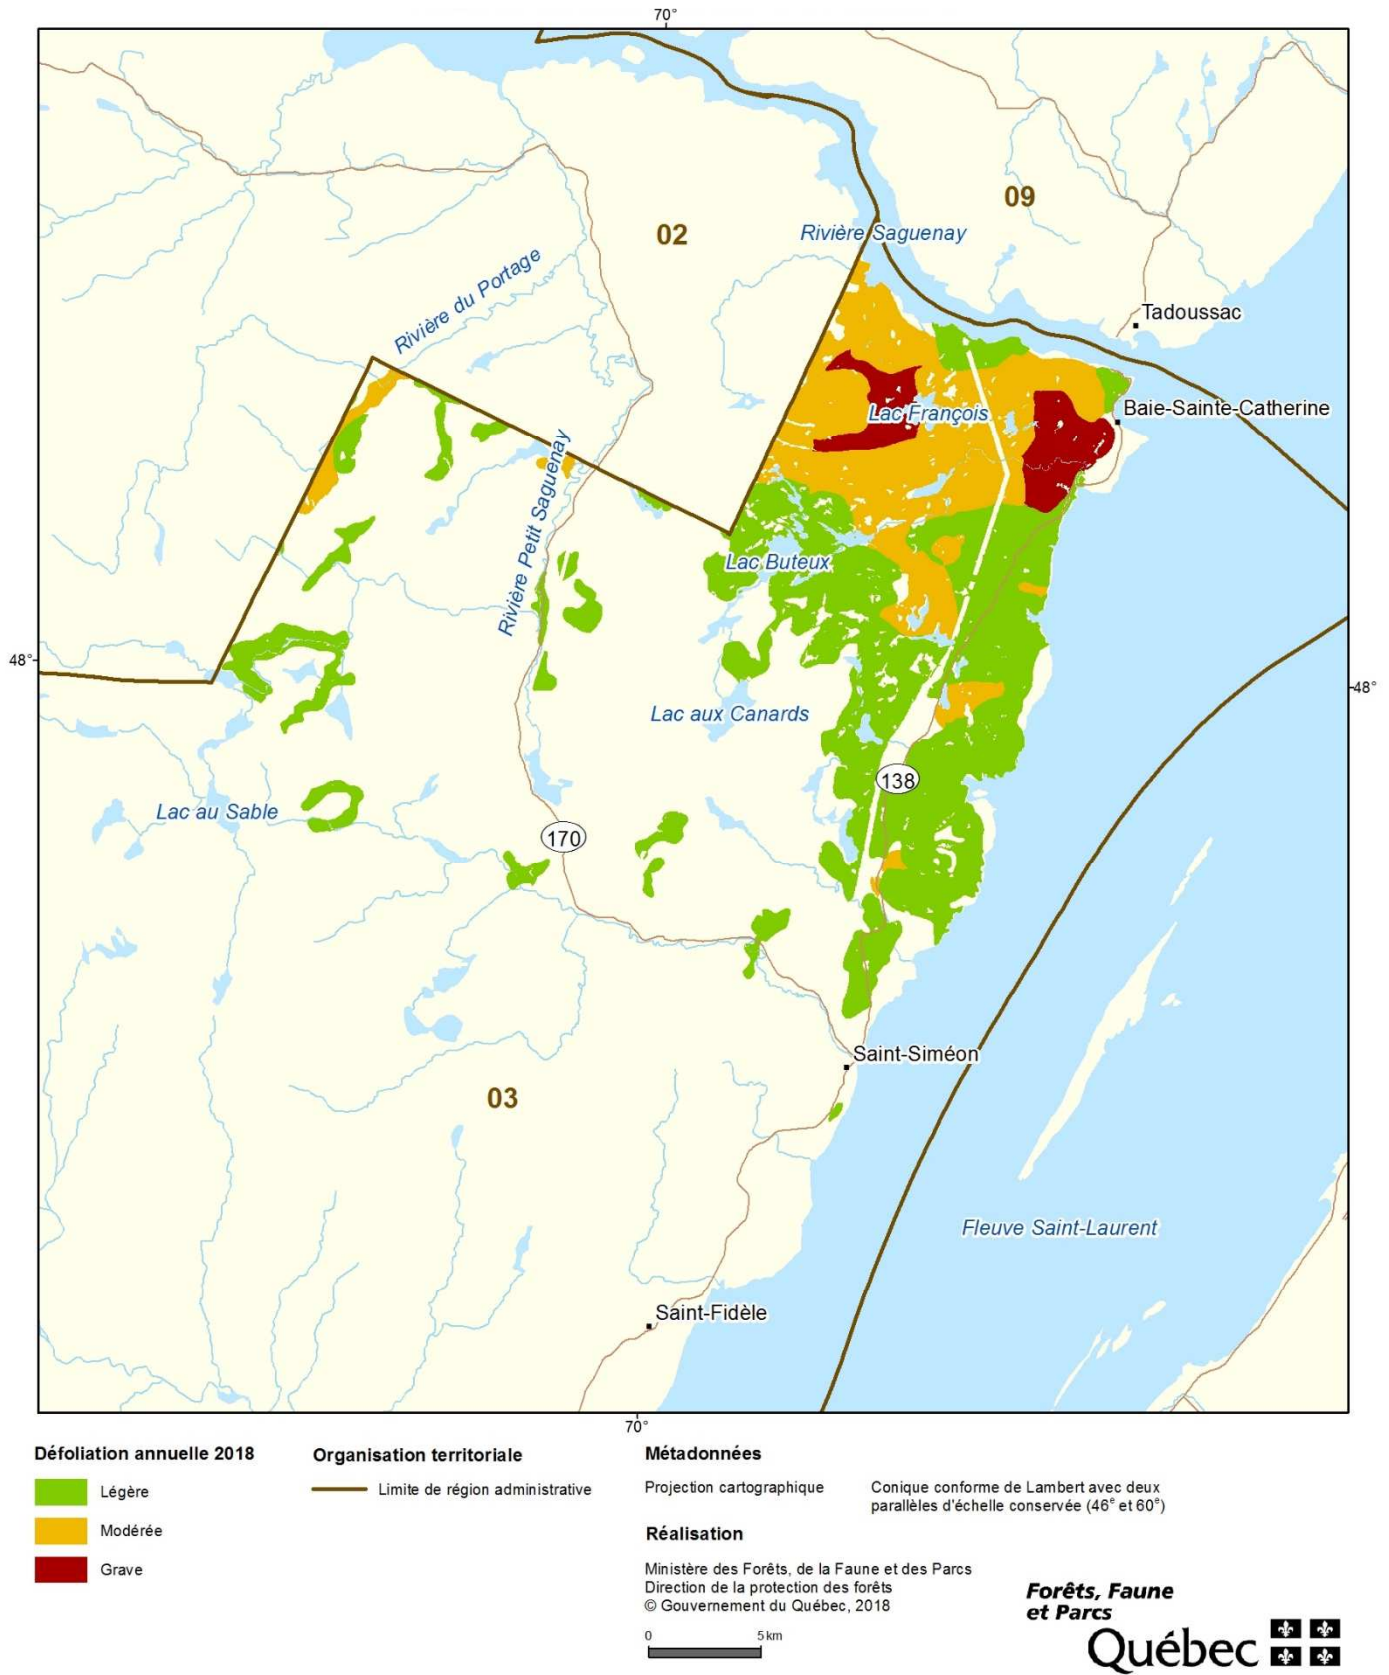 70°
09
02
Rivière Saguenay
Rivière du Portage
Tadoussac
Lac François
Baie-Sainte-Catherine
Rivière Petit Saguenay
Lac Buteux
48°
48°
Lac aux Canards
138
Lac au Sable
170
Saint-Siméon
03
Fleuve Saint-Laurent
Saint-Fidèle
70°
Défoliation annuelle 2018
Légère
Modérée
Grave
Organisation territoriale
Limite de région administrative
Métadonnées
Projection cartographique
Conique conforme de Lambert avec deux
parallèles d'échelle conservée (46e et 60e)
Réalisation
Ministère des Forêts, de la Faune et des Parcs
Direction de la protection des forêts
© Gouvernement du Québec, 2018
0 5 km
Forêts, Faune
et Parcs
Québec